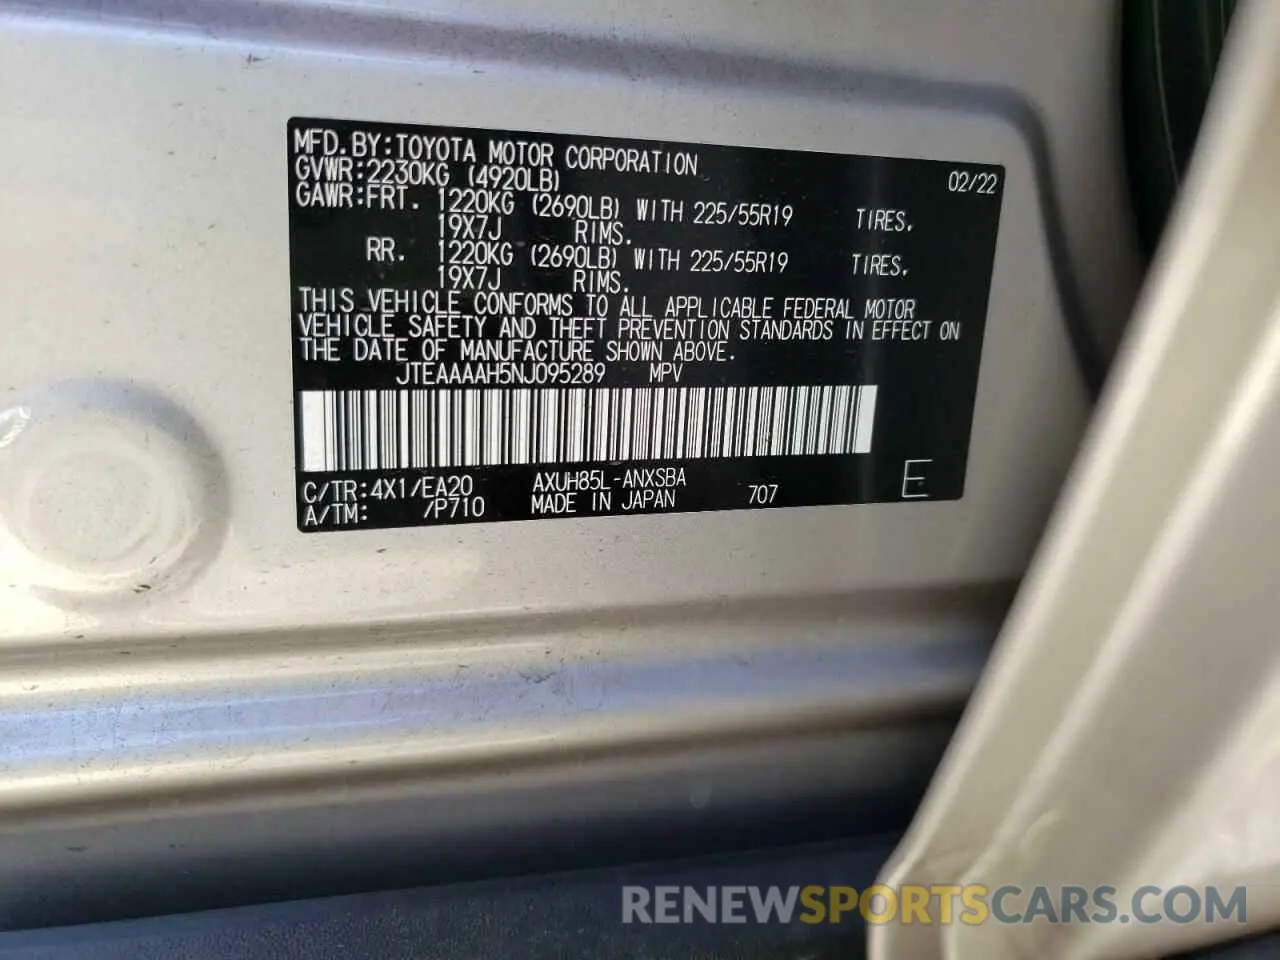 MFD.BY:TOYOTA MOTOR CORPORATION 02/22
GVWR:2230KG (4920LB)
GAWR:FRT. 1220KG (2690LB) WITH 225/55R19 TIRES,
19X7J RIMS.
RR. 1220KG (2690LB) WITH 225/55R19 TIRES,
19X7J RIMS.
THIS VEHICLE CONFORMS TO ALL APPLICABLE FEDERAL MOTOR
VEHICLE SAFETY AND THEFT PREVENTION STANDARDS IN EFFECT ON
THE DATE OF MANUFACTURE SHOWN ABOVE.
JTEAAAAH5NJ095289 MPV
C/TR:4X1/EA20 AXUH85L-ANXSBA
A/TM: /P710 MADE IN JAPAN 707 E
RENEWSPORTSCARS.COM